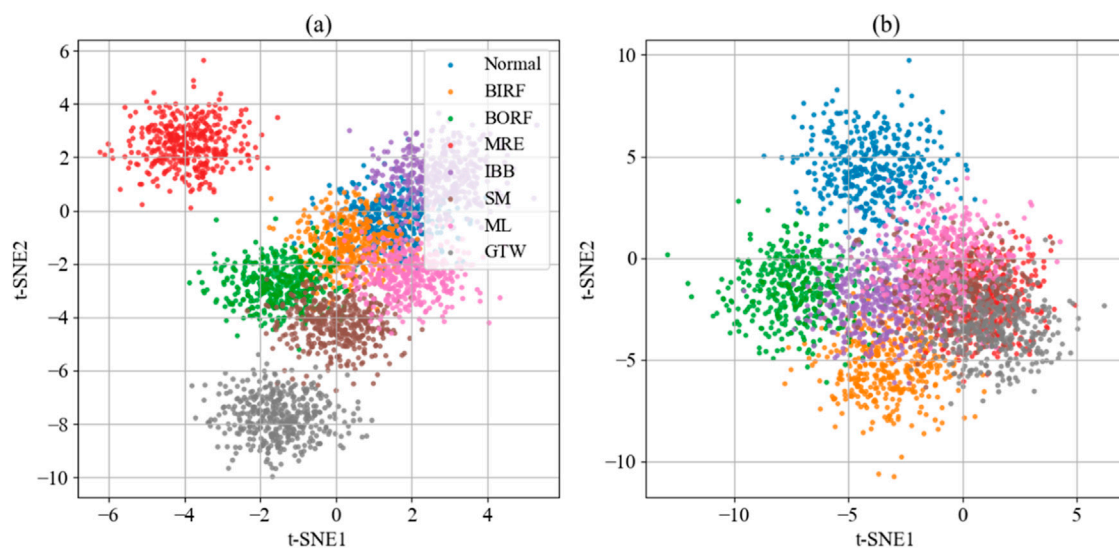 (a)
6
4
2
0
−2
−4
−6
−8
−10
t-SNE2
−6 −4 −2 0 2 4
t-SNE1
Normal
BIRF
BORF
MRE
IBB
SM
ML
GTW
(b)
10
5
0
−5
−10
t-SNE2
−10 −5 0 5
t-SNE1